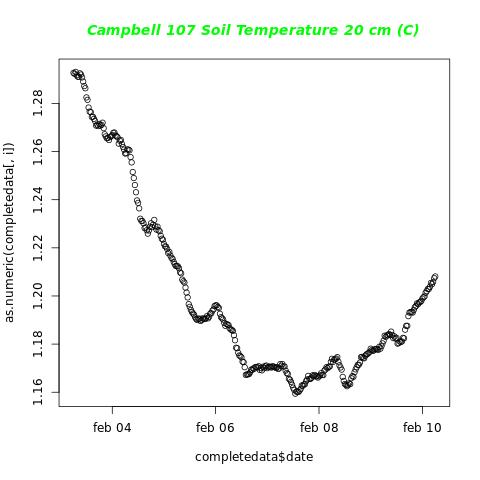 Campbell 107 Soil Temperature 20 cm (C)
as.numeric(completedata[, i])
1.28
1.26
1.24
1.22
1.20
1.18
1.16
feb 04 feb 06 feb 08 feb 10
completedata$date